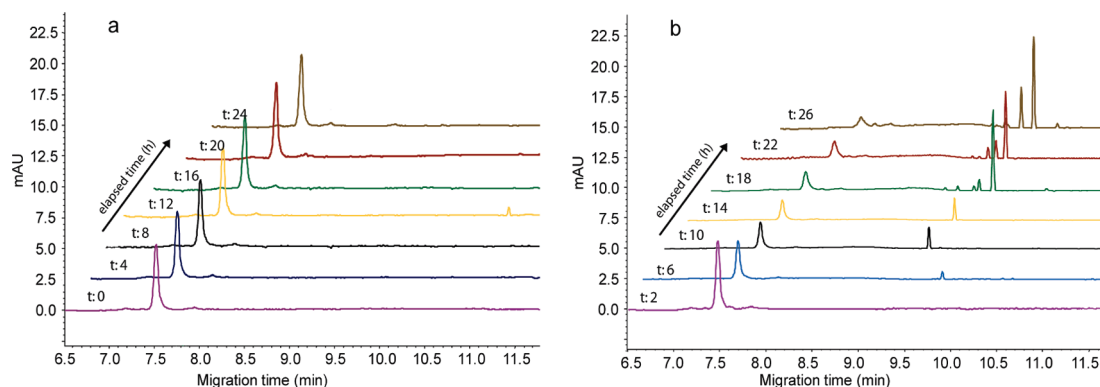 a
22.5
20.0
17.5
15.0
12.5
10.0
7.5
5.0
2.5
0.0
mAU
elapsed time (h)
t:24
t:20
t:16
t:12
t:8
t:4
t:0
6.5 7.0 7.5 8.0 8.5 9.0 9.5 10.0 10.5 11.0 11.5
Migration time (min)
b
22.5
20.0
17.5
15.0
12.5
10.0
7.5
5.0
2.5
0.0
mAU
elapsed time (h)
t:26
t:22
t:18
t:14
t:10
t:6
t:2
6.5 7.0 7.5 8.0 8.5 9.0 9.5 10.0 10.5 11.0 11.5
Migration time (min)